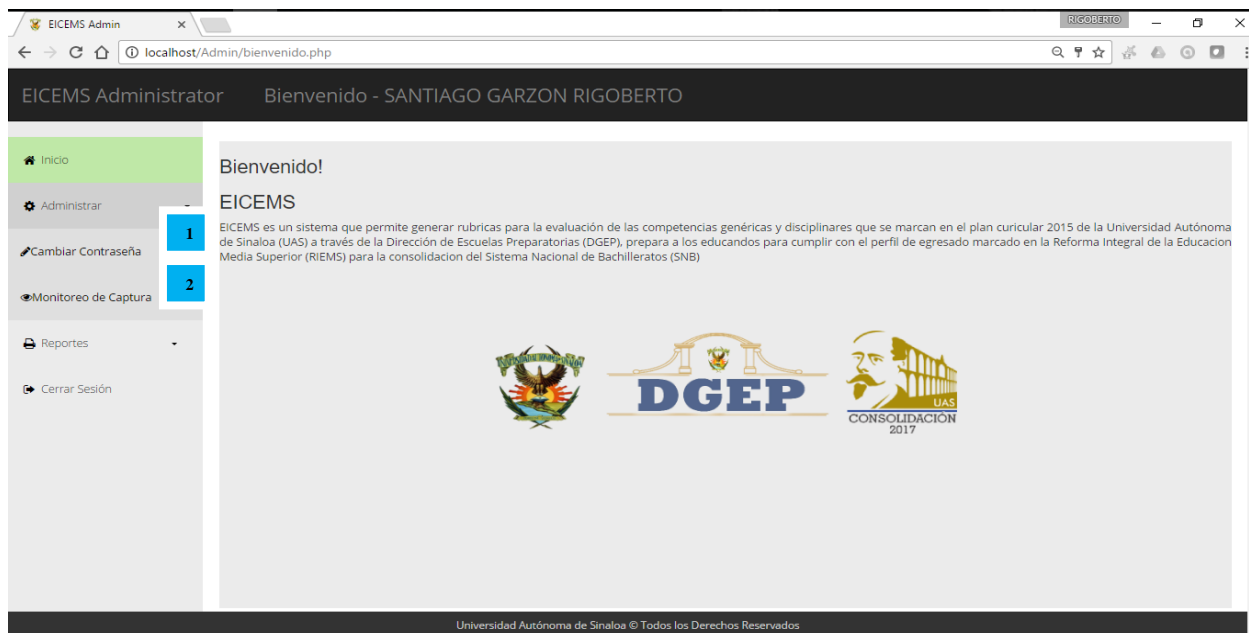 EICEMS Admin
RIGOBERTO
localhost/Admin/bienvenido.php
EICEMS Administrator
Bienvenido - SANTIAGO GARZON RIGOBERTO
Inicio
Administrar
1
Cambiar Contraseña
2
Monitoreo de Captura
Reportes
Cerrar Sesión
Bienvenido!
EICEMS
EICEMS es un sistema que permite generar rubricas para la evaluación de las competencias genéricas y disciplinares que se marcan en el plan curicular 2015 de la Universidad Autónoma
de Sinaloa (UAS) a través de la Dirección de Escuelas Preparatorias (DGEP), prepara a los educandos para cumplir con el perfil de egresado marcado en la Reforma Integral de la Educacion
Media Superior (RIEMS) para la consolidacion del Sistema Nacional de Bachilleratos (SNB)
DGEP
UAS
CONSOLIDACIÓN
2017
Universidad Autónoma de Sinaloa © Todos los Derechos Reservados